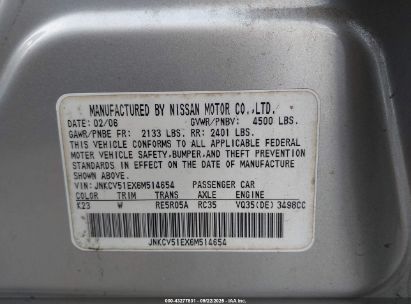 MANUFACTURED BY NISSAN MOTOR CO.,LTD.
DATE: 02/06 GVWR/PNBV: 4500 LBS.
GAWR/PNBE FR: 2133 LBS. RR: 2401 LBS.
THIS VEHICLE CONFORMS TO ALL APPLICABLE FEDERAL
MOTOR VEHICLE SAFETY, BUMPER, AND THEFT PREVENTION
STANDARDS IN EFFECT ON THE DATE OF MANUFACTURE
SHOWN ABOVE.
VIN: JNKCV51EX6M514654 PASSENGER CAR
COLOR TRIM TRANS AXLE ENGINE
K23 W RE5R05A RC35 VQ35(DE) 3498CC
JNKCV51EX6M514654